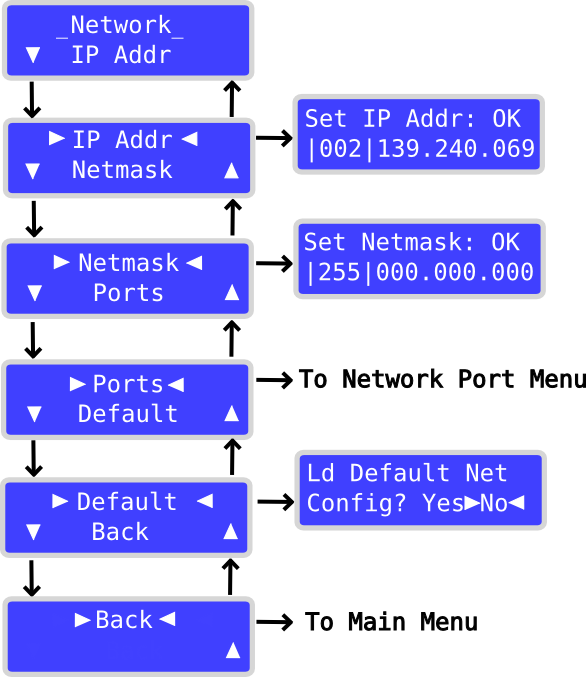 _Network_
▼ IP Addr
►IP Addr◄
▼ Netmask ▲
Set IP Addr: OK
|002|139.240.069
►Netmask◄
▼ Ports ▲
Set Netmask: OK
|255|000.000.000
►Ports◄
▼ Default ▲
To Network Port Menu
►Default ◄
▼ Back ▲
Ld Default Net
Config? Yes►No◄
►Back◄
▲
To Main Menu